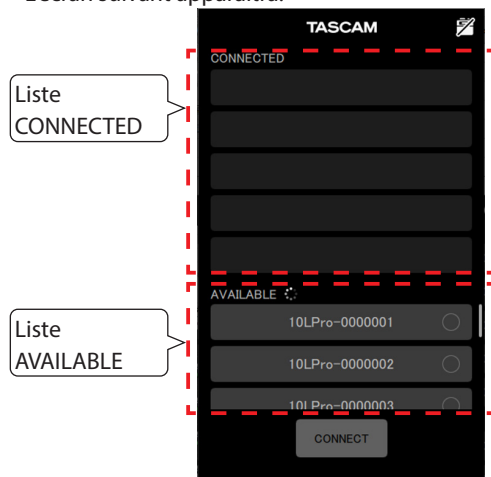 L'écran suivant apparaîtra.
TASCAM
CONNECTED
Liste
CONNECTED
AVAILABLE
10LPro-0000001
Liste
AVAILABLE
10LPro-0000002
10LPro-0000003
CONNECT